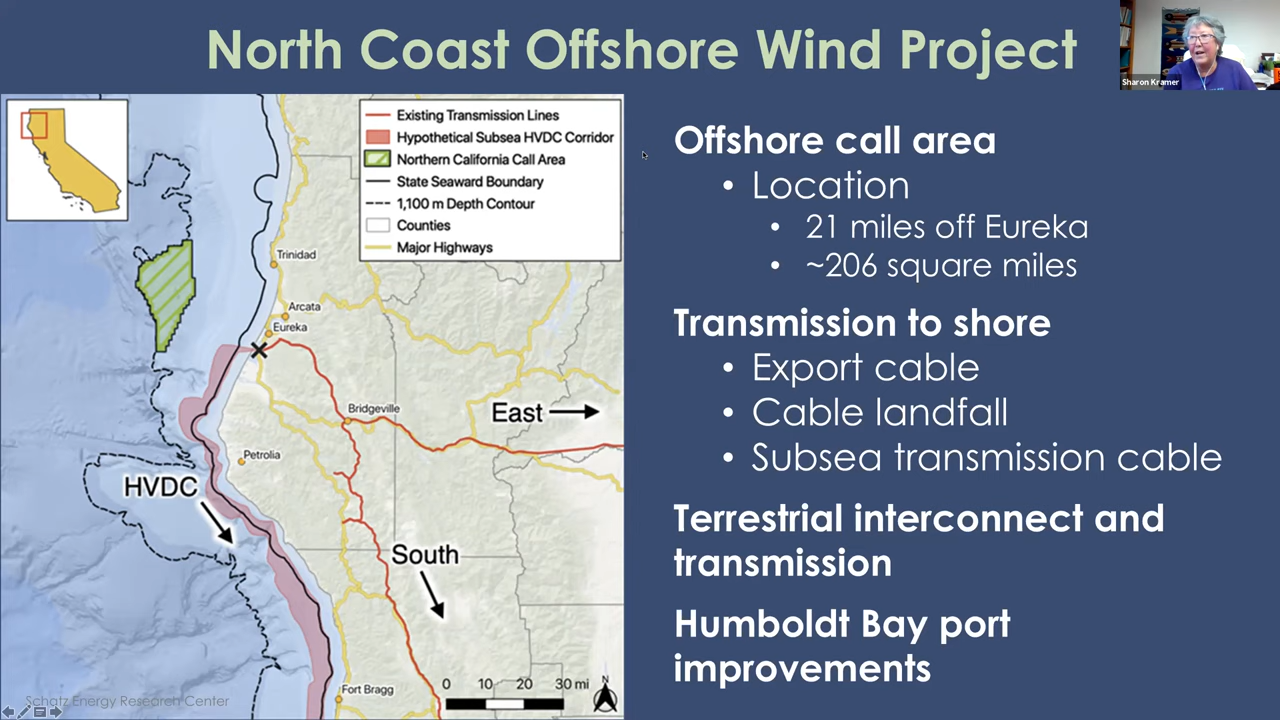 North Coast Offshore Wind Project
Sharon Kramer
Existing Transmission Lines
Hypothetical Subsea HVDC Corridor
Northern California Call Area
State Seaward Boundary
1,100 m Depth Contour
Counties
Major Highways
Trinidad
Arcata
Eureka
Bridgeville
East
Petrolia
HVDC
South
Fort Bragg
0 10 20 30 mi
N
Schatz Energy Research Center
Offshore call area
• Location
• 21 miles off Eureka
• ~206 square miles
Transmission to shore
• Export cable
• Cable landfall
• Subsea transmission cable
Terrestrial interconnect and
transmission
Humboldt Bay port
improvements